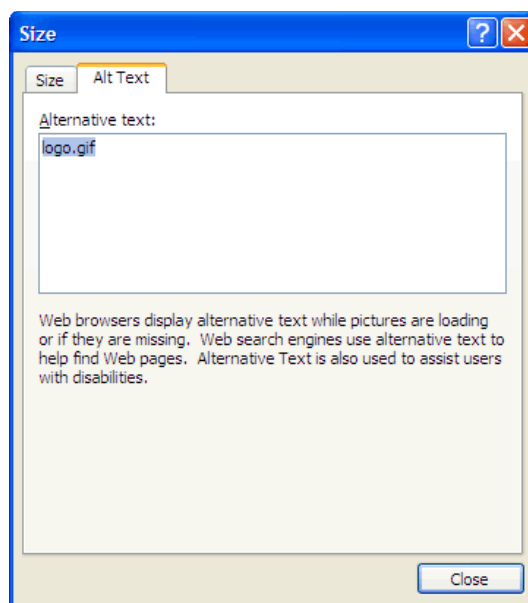 Size
?
X
Size
Alt Text
Alternative text:
logo.gif
Web browsers display alternative text while pictures are loading
or if they are missing.  Web search engines use alternative text to
help find Web pages.  Alternative Text is also used to assist users
with disabilities.
Close